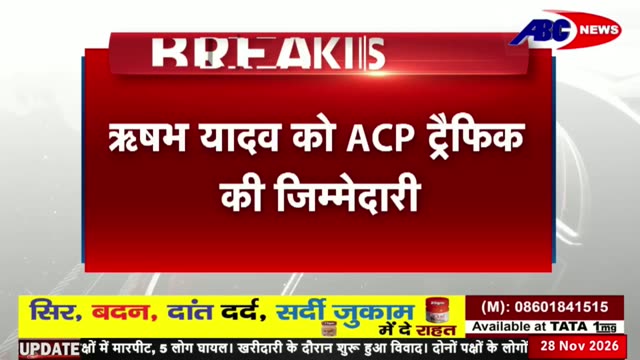 ABC NEWS
ऋषभ यादव को ACP ट्रैफिक
की जिम्मेदारी
सिर, बदन, दांत दर्द, सर्दी जुकाम
में दे राहत
(M): 08601841515
Available at TATA 1mg
UPDATE क्षों में मारपीट, 5 लोग घायल। खरीदारी के दौरान शुरू हुआ विवाद। दोनों पक्षों के लोगों 28 Nov 2026